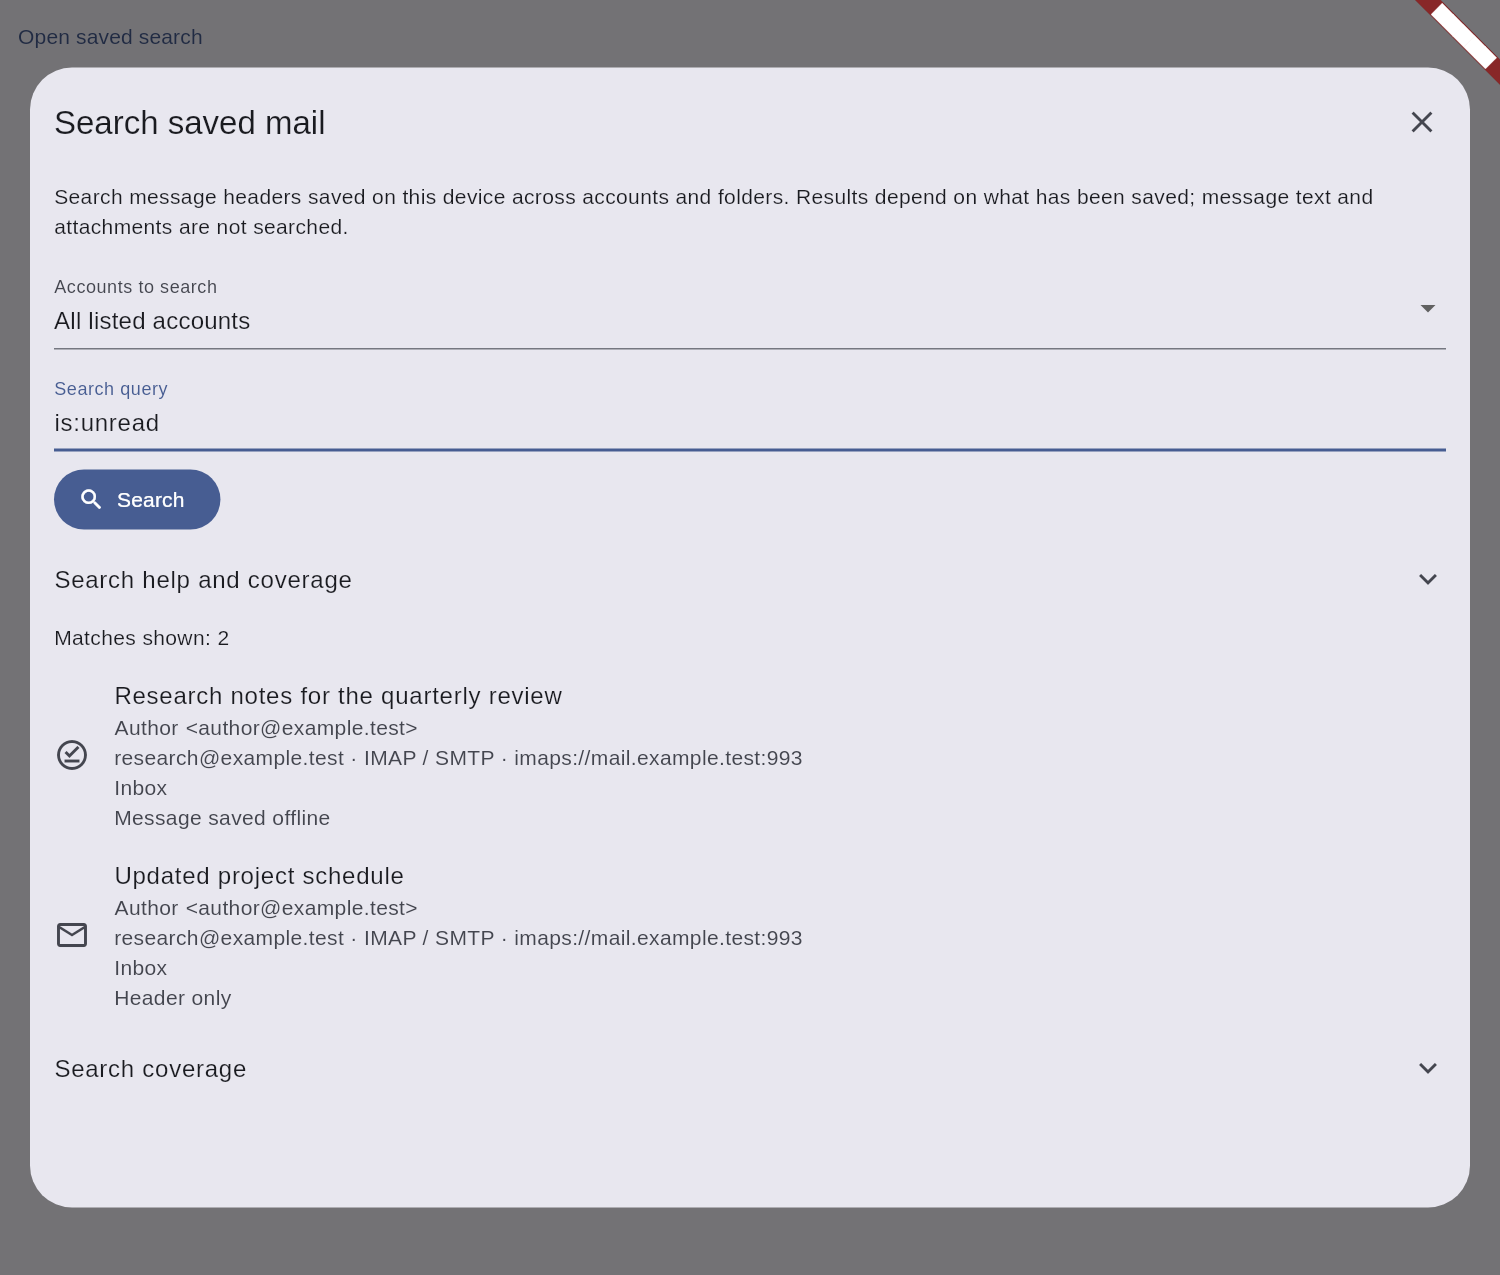 Open saved search
Search saved mail
Search message headers saved on this device across accounts and folders. Results depend on what has been saved; message text and
attachments are not searched.
Accounts to search
All listed accounts
Search query
is:unread
Search
Search help and coverage
Matches shown: 2
Research notes for the quarterly review
Author <author@example.test>
research@example.test · IMAP / SMTP · imaps://mail.example.test:993
Inbox
Message saved offline
Updated project schedule
Author <author@example.test>
research@example.test · IMAP / SMTP · imaps://mail.example.test:993
Inbox
Header only
Search coverage